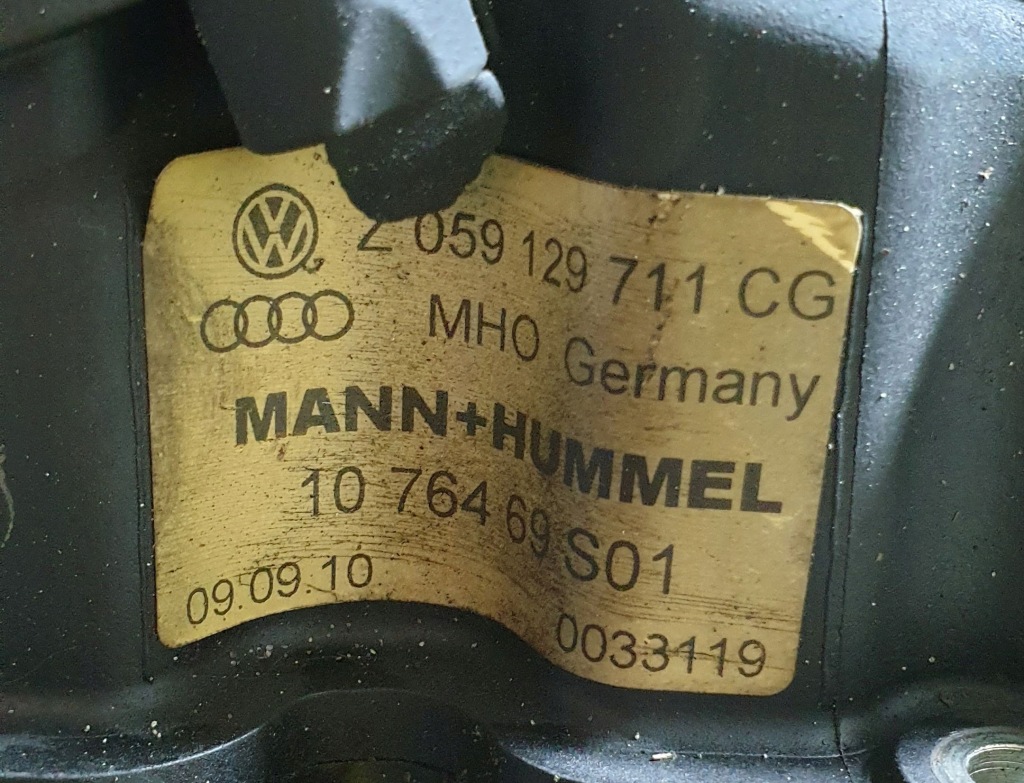 Z 059 129 711 CG
MHO Germany
MANN+HUMMEL
10 764 69 S01
09.09.10
0033119